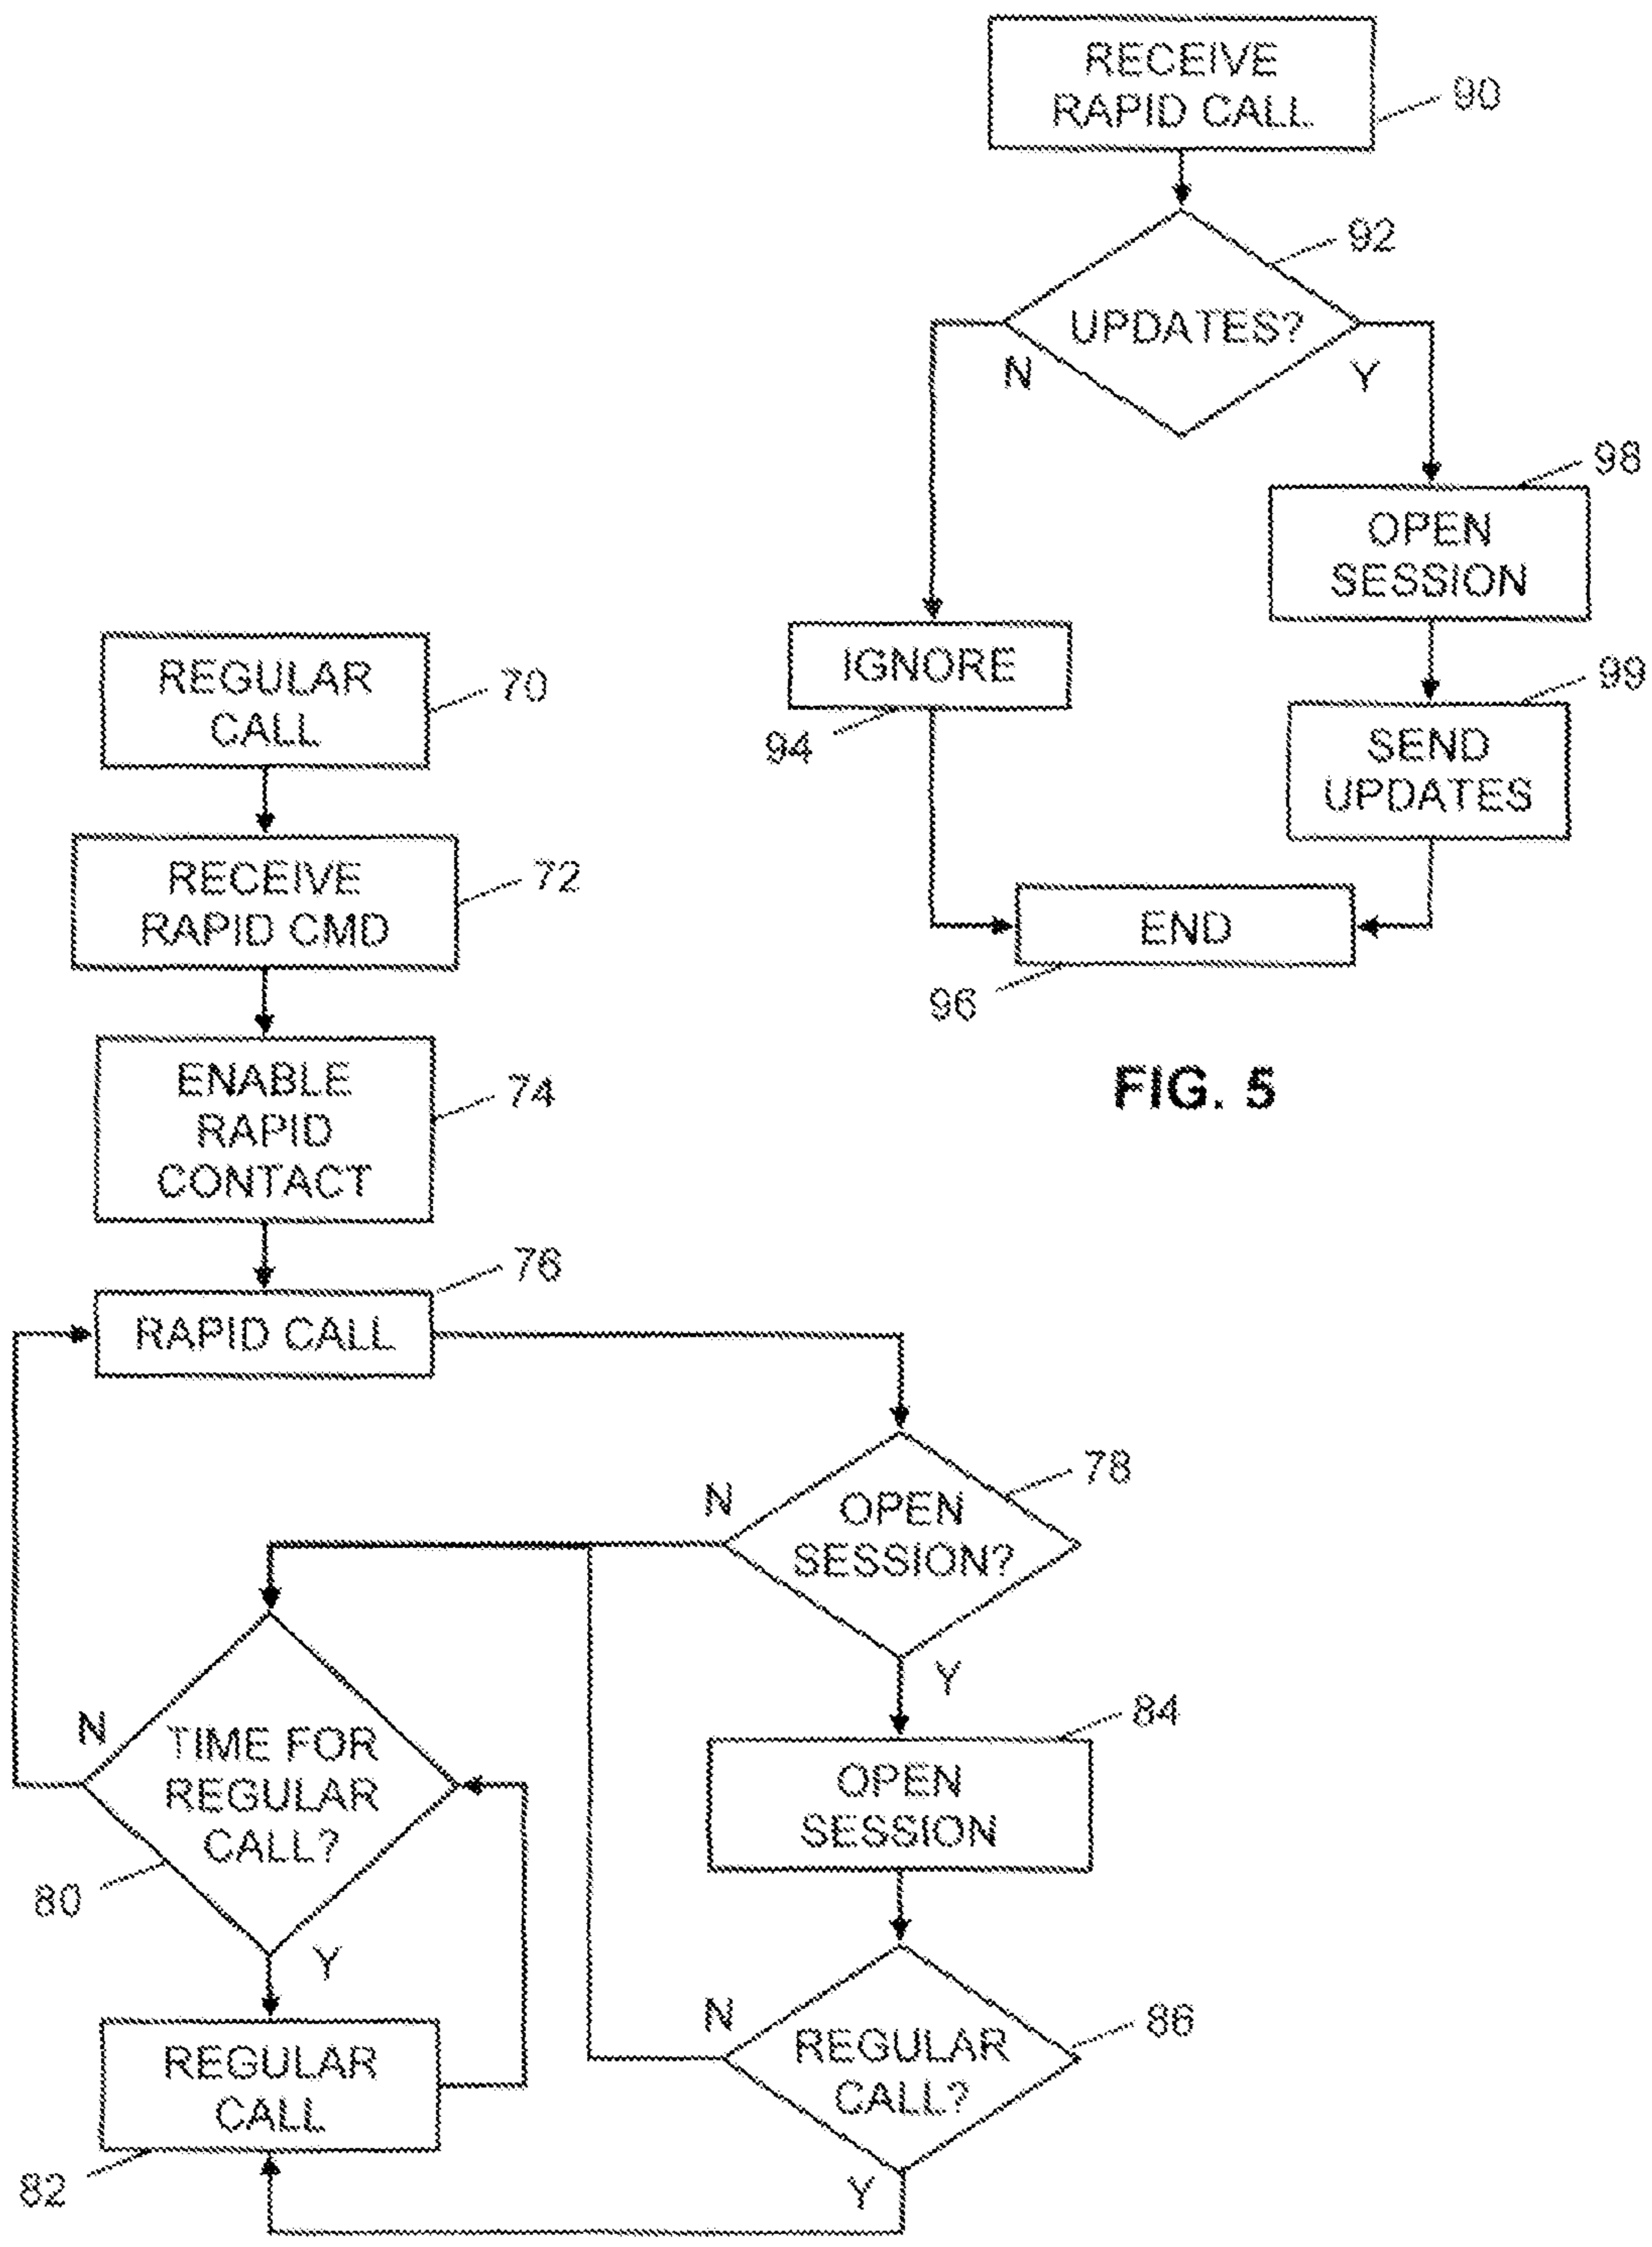 RECEIVE
RAPID CALL
90
92
UPDATES?
N
Y
98
OPEN
SESSION
IGNORE
94
99
SEND
UPDATES
END
96
FIG. 5
REGULAR
CALL
70
RECEIVE
RAPID CMD
72
ENABLE
RAPID
CONTACT
74
76
RAPID CALL
78
N
OPEN
SESSION?
Y
84
OPEN
SESSION
N
TIME FOR
REGULAR
CALL?
80
Y
REGULAR
CALL
82
N
86
REGULAR
CALL?
Y